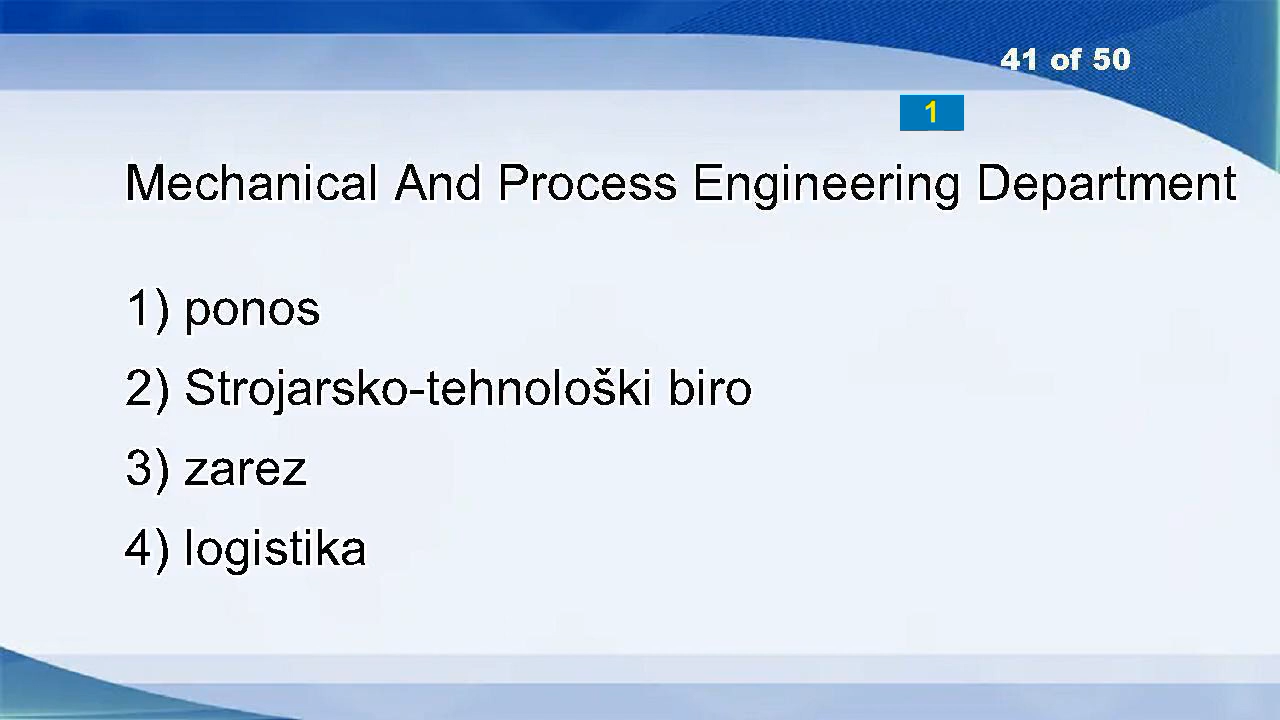 41 of 50
1
Mechanical And Process Engineering Department
1) ponos
2) Strojarsko-tehnološki biro
3) zarez
4) logistika